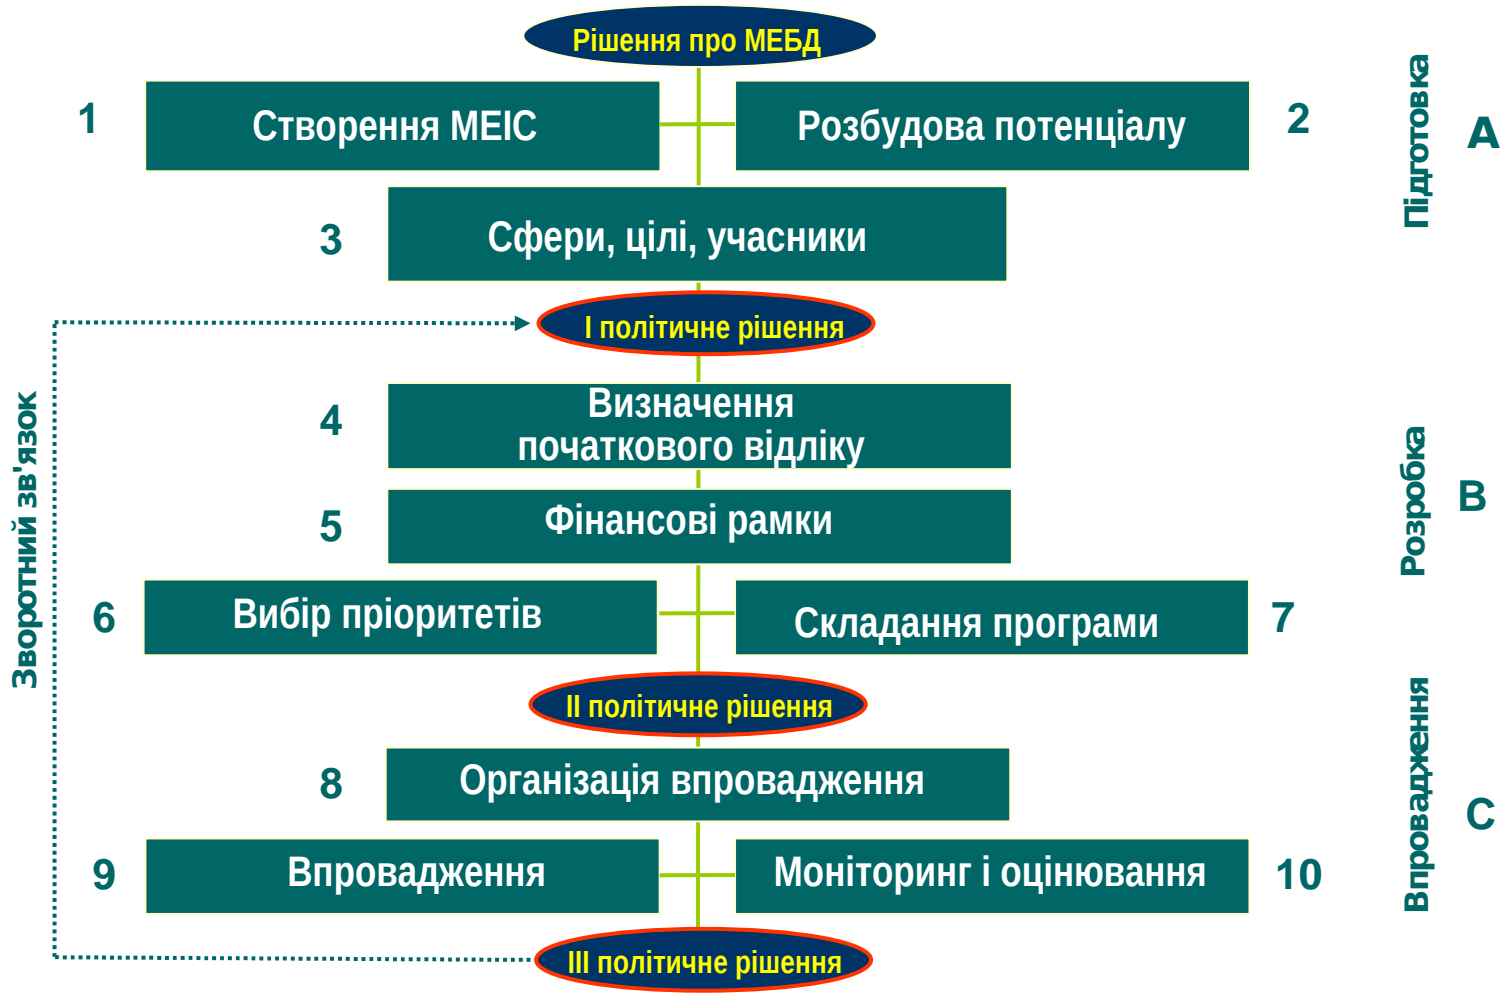 Рішення про МЕБД
1
Створення МЕІС
Розбудова потенціалу
2
Підготовка
А
3
Сфери, цілі, учасники
І політичне рішення
Зворотний зв'язок
4
Визначення
початкового відліку
5
Фінансові рамки
Розробка
В
6
Вибір пріоритетів
Складання програми
7
ІІ політичне рішення
8
Організація впровадження
Впровадження
С
9
Впровадження
Моніторинг і оцінювання
10
ІІІ політичне рішення